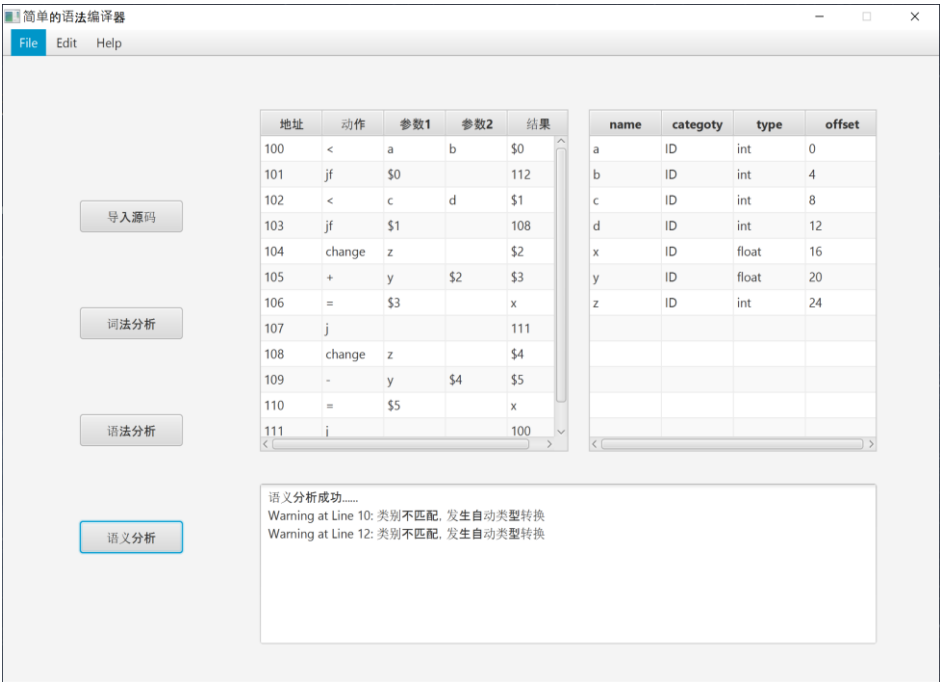 简单的语法编译器
File Edit Help
地址 动作 参数1 参数2 结果
100 < a b $0
101 jf $0 112
102 < c d $1
103 jf $1 108
104 change z $2
105 + y $2 $3
106 = $3 x
107 j 111
108 change z $4
109 - y $4 $5
110 = $5 x
111 j 100
name categoty type offset
a ID int 0
b ID int 4
c ID int 8
d ID int 12
x ID float 16
y ID float 20
z ID int 24
导入源码
词法分析
语法分析
语义分析
语义分析成功......
Warning at Line 10: 类别不匹配, 发生自动类型转换
Warning at Line 12: 类别不匹配, 发生自动类型转换